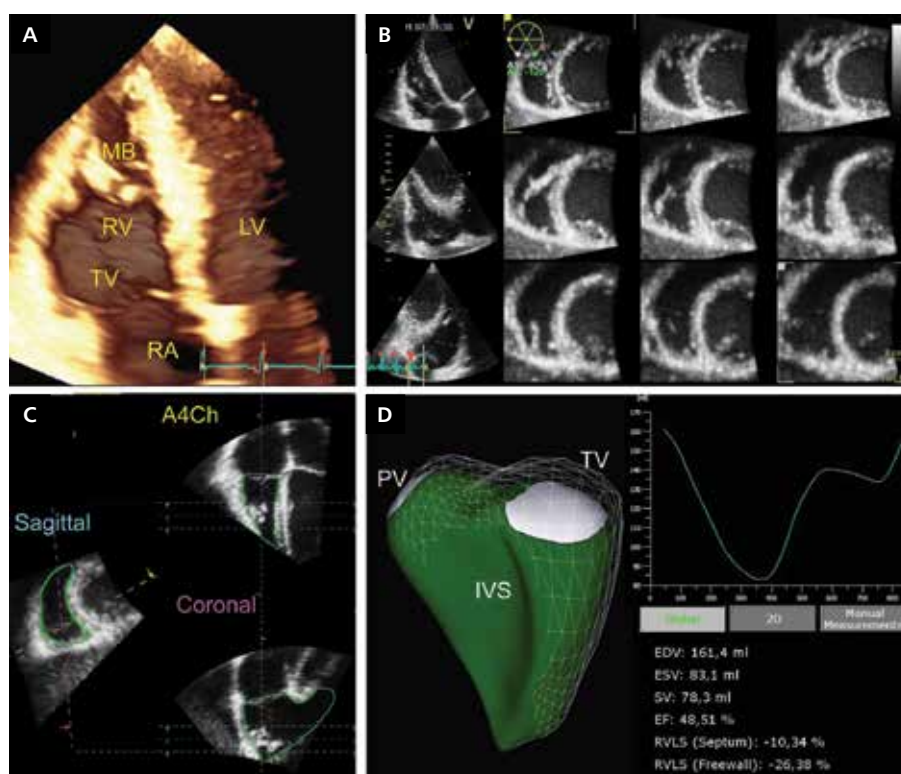 A
MB
RV
LV
TV
RA
B
V
C
A4Ch
Sagittal
Coronal
D
PV
TV
IVS
2D
Manual
Measurements
EDV: 161,4 ml
ESV: 83,1 ml
SV: 78,3 ml
EF: 48,51 %
RVLS (Septum): -10,34 %
RVLS (Freewall): -26,38 %